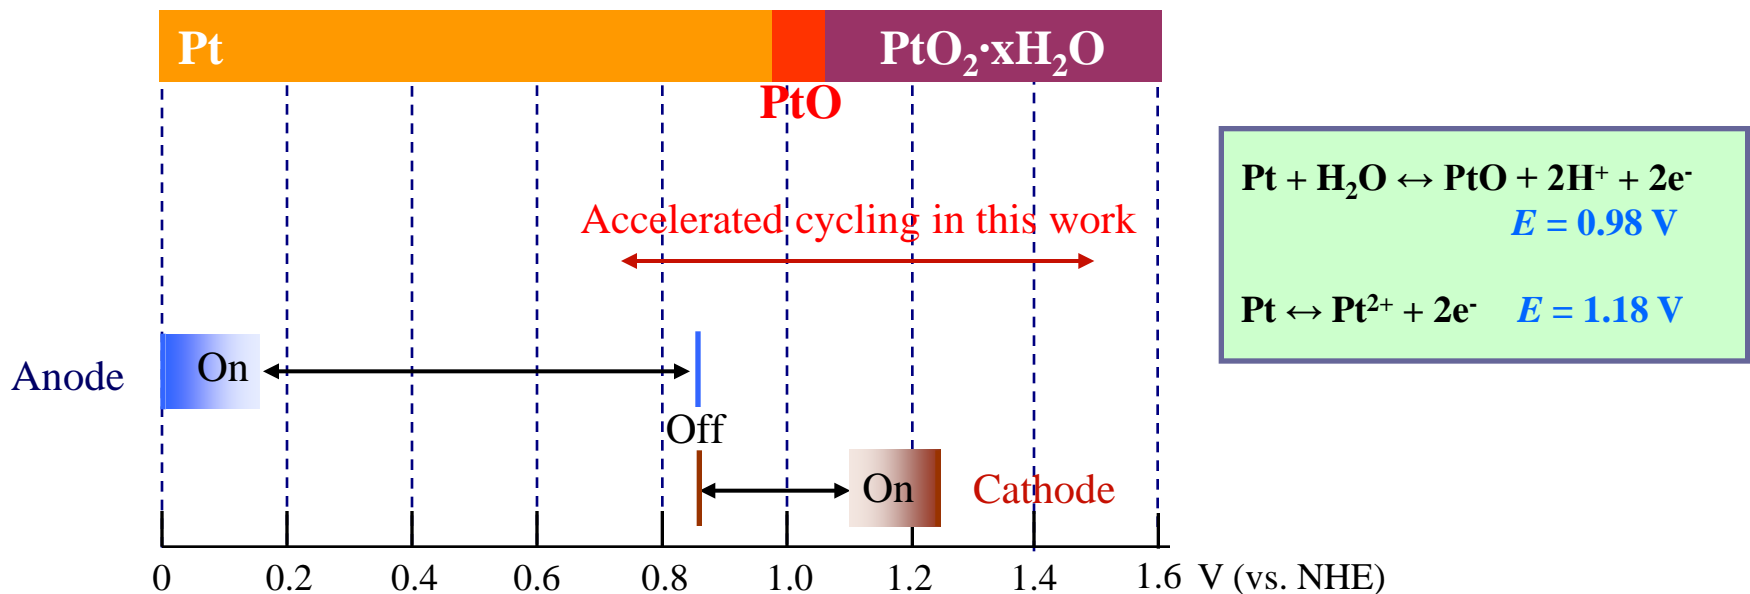 Pt
PtO₂·xH₂O
PtO
Pt + H₂O ↔ PtO + 2H⁺ + 2e⁻
E = 0.98 V
Accelerated cycling in this work
Pt ↔ Pt²⁺ + 2e⁻ E = 1.18 V
Anode
On
Off
On
Cathode
0 0.2 0.4 0.6 0.8 1.0 1.2 1.4 1.6 V (vs. NHE)